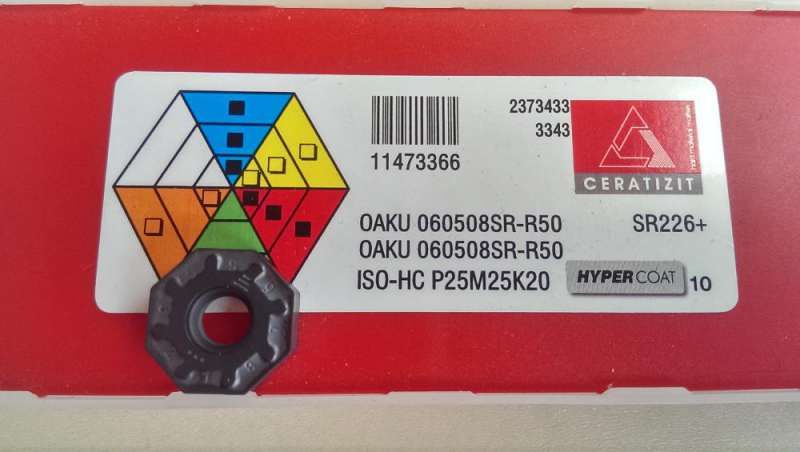 2373433
3343
11473366
CERATIZIT
OAKU 060508SR-R50 SR226+
OAKU 060508SR-R50
ISO-HC P25M25K20 HYPERCOAT 10